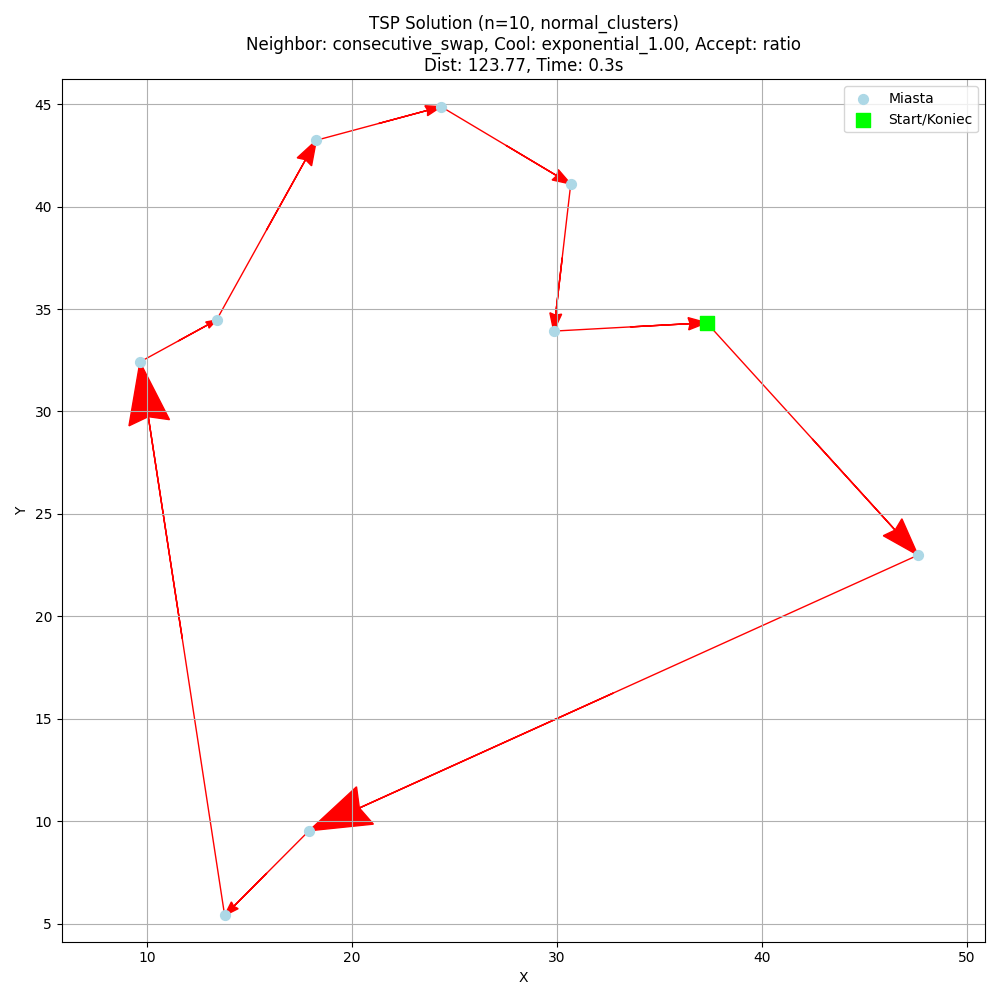 TSP Solution (n=10, normal_clusters)
Neighbor: consecutive_swap, Cool: exponential_1.00, Accept: ratio
Dist: 123.77, Time: 0.3s
Miasta
Start/Koniec
45
40
35
30
25
20
15
10
5
Y
10 20 30 40 50
X